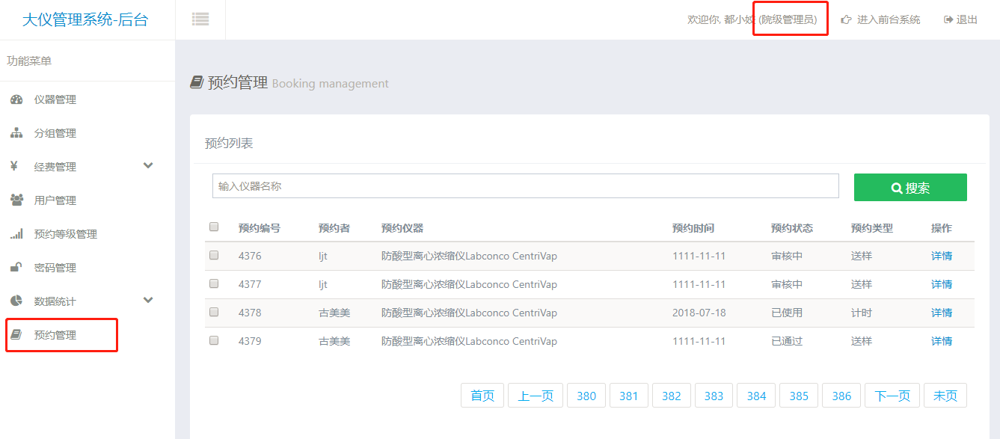 大仪管理系统-后台
欢迎你, 都小姣 (院级管理员) 进入前台系统 退出
功能菜单
仪器管理
分组管理
经费管理
用户管理
预约等级管理
密码管理
数据统计
预约管理
预约管理 Booking management
预约列表
输入仪器名称 搜索
预约编号 预约者 预约仪器 预约时间 预约状态 预约类型 操作
4376 ljt 防酸型离心浓缩仪Labconco CentriVap 1111-11-11 审核中 送样 详情
4377 ljt 防酸型离心浓缩仪Labconco CentriVap 1111-11-11 审核中 送样 详情
4378 古美美 防酸型离心浓缩仪Labconco CentriVap 2018-07-18 已使用 计时 详情
4379 古美美 防酸型离心浓缩仪Labconco CentriVap 1111-11-11 已通过 送样 详情
首页 上一页 380 381 382 383 384 385 386 下一页 未页